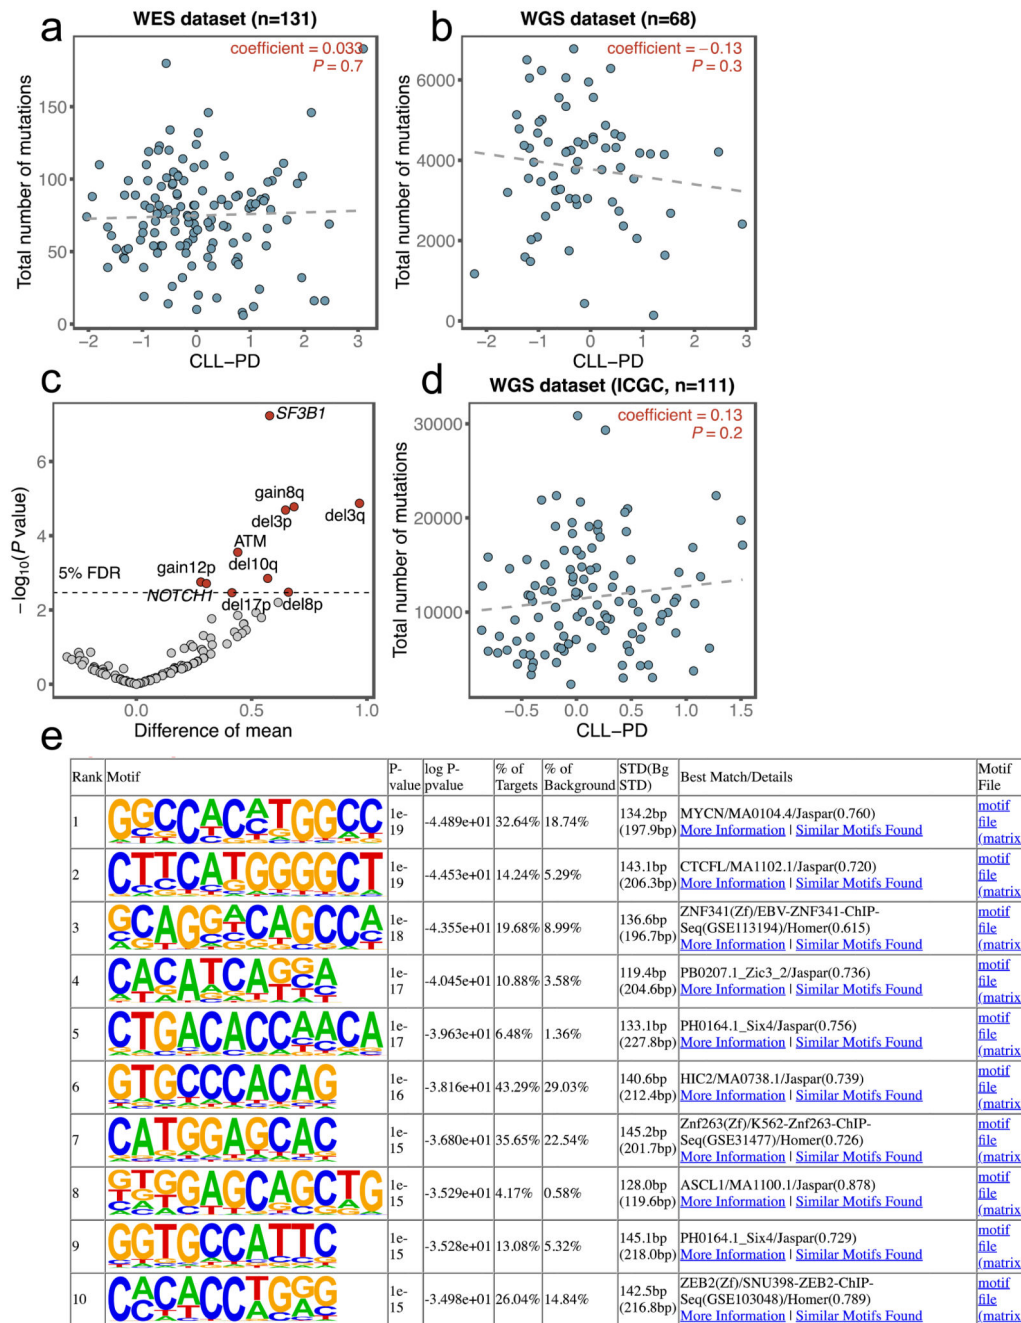 a
WES dataset (n=131)
coefficient = 0.033
P = 0.7
Total number of mutations
150
100
50
0
−2 −1 0 1 2 3
CLL−PD
b
WGS dataset (n=68)
coefficient = −0.13
P = 0.3
Total number of mutations
6000
4000
2000
0
−2 −1 0 1 2 3
CLL−PD
c
−log10(P value)
6
4
2
0
SF3B1
gain8q
del3p
del3q
ATM
del10q
gain12p
5% FDR
NOTCH1
del17p
del8p
0.0 0.5 1.0
Difference of mean
d
WGS dataset (ICGC, n=111)
coefficient = 0.13
P = 0.2
Total number of mutations
30000
20000
10000
−0.5 0.0 0.5 1.0 1.5
CLL−PD
e
Rank Motif P-value log P-pvalue % of Targets % of Background STD(Bg STD) Best Match/Details Motif File
1 GGCCACATGGCC 1e-19 -4.489e+01 32.64% 18.74% 134.2bp (197.9bp) MYCN/MA0104.4/Jaspar(0.760) More Information | Similar Motifs Found motif file (matrix
2 CTTCATGGGGCT 1e-19 -4.453e+01 14.24% 5.29% 143.1bp (206.3bp) CTCFL/MA1102.1/Jaspar(0.720) More Information | Similar Motifs Found motif file (matrix
3 GCAGGACAGCCA 1e-18 -4.355e+01 19.68% 8.99% 136.6bp (196.7bp) ZNF341(Zf)/EBV-ZNF341-ChIP-Seq(GSE113194)/Homer(0.615) More Information | Similar Motifs Found motif file (matrix
4 CACATCAGGA 1e-17 -4.045e+01 10.88% 3.58% 119.4bp (204.6bp) PB0207.1_Zic3_2/Jaspar(0.736) More Information | Similar Motifs Found motif file (matrix
5 CTGACACCAACA 1e-17 -3.963e+01 6.48% 1.36% 133.1bp (227.8bp) PH0164.1_Six4/Jaspar(0.756) More Information | Similar Motifs Found motif file (matrix
6 GTGCCCACAG 1e-16 -3.816e+01 43.29% 29.03% 140.6bp (212.4bp) HIC2/MA0738.1/Jaspar(0.739) More Information | Similar Motifs Found motif file (matrix
7 CATGGAGCAC 1e-15 -3.680e+01 35.65% 22.54% 145.2bp (201.7bp) Znf263(Zf)/K562-Znf263-ChIP-Seq(GSE31477)/Homer(0.726) More Information | Similar Motifs Found motif file (matrix
8 GTGGAGCAGCTG 1e-15 -3.529e+01 4.17% 0.58% 128.0bp (119.6bp) ASCL1/MA1100.1/Jaspar(0.878) More Information | Similar Motifs Found motif file (matrix
9 GGTGCCATTC 1e-15 -3.528e+01 13.08% 5.32% 145.1bp (218.0bp) PH0164.1_Six4/Jaspar(0.729) More Information | Similar Motifs Found motif file (matrix
10 CACACCTGGG 1e-15 -3.498e+01 26.04% 14.84% 142.5bp (216.8bp) ZEB2(Zf)/SNU398-ZEB2-ChIP-Seq(GSE103048)/Homer(0.789) More Information | Similar Motifs Found motif file (matrix